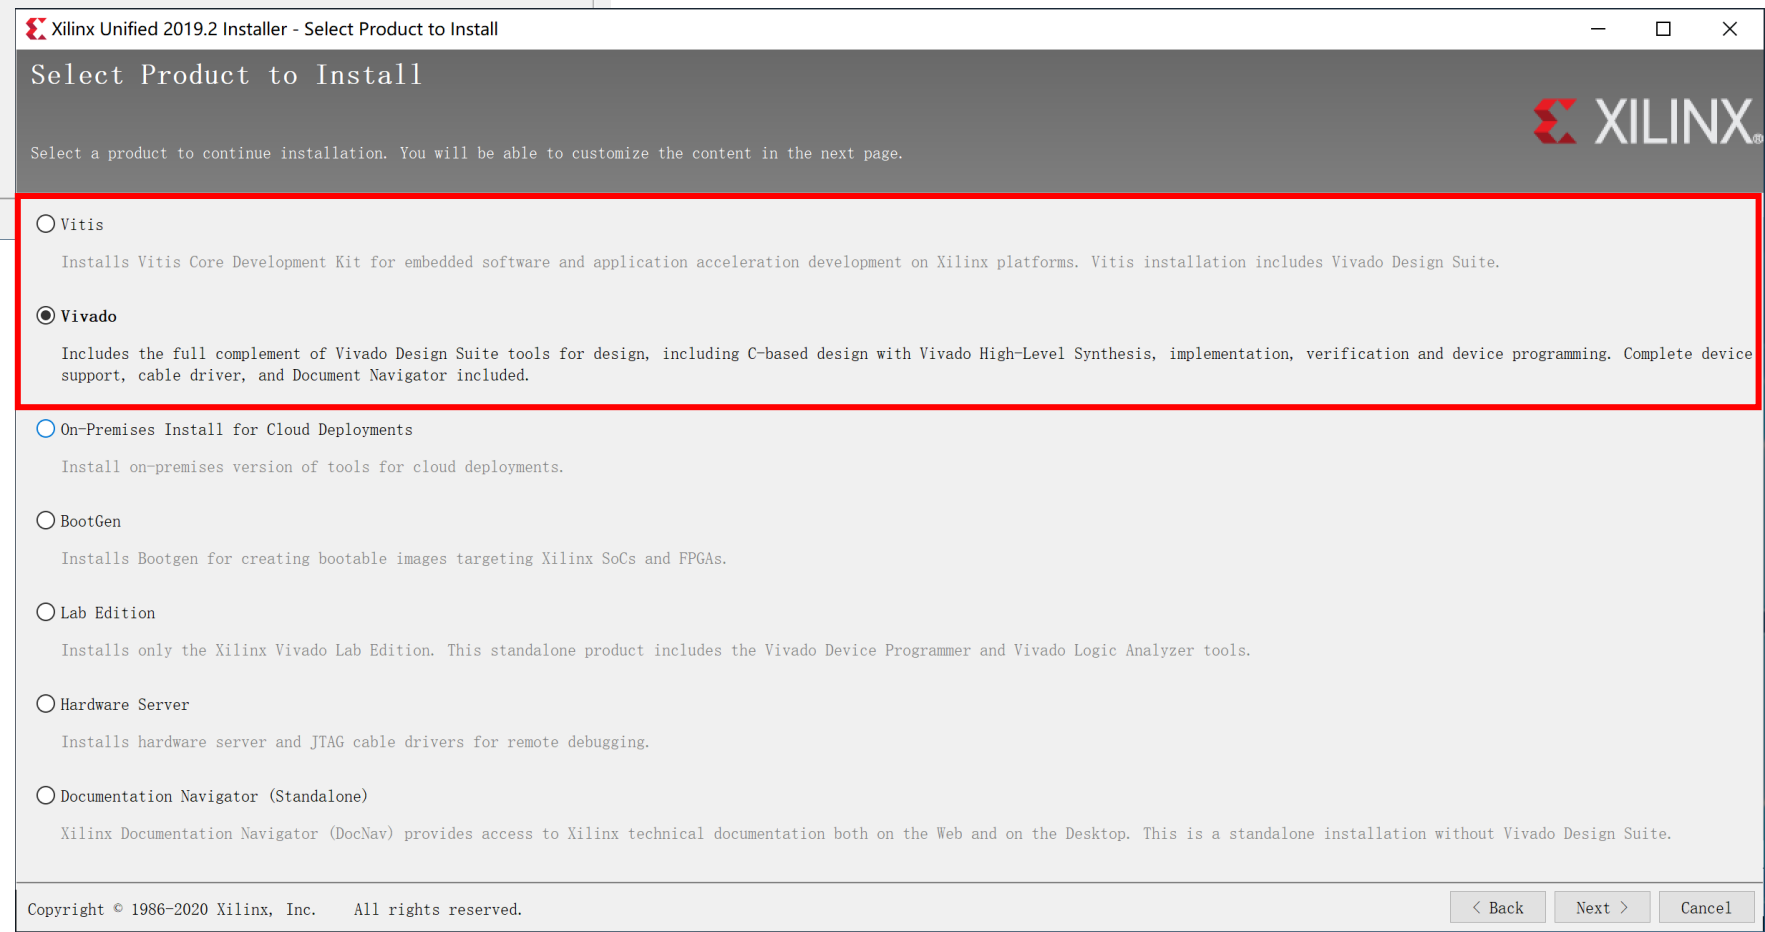 Xilinx Unified 2019.2 Installer - Select Product to Install
Select Product to Install
XILINX®
Select a product to continue installation. You will be able to customize the content in the next page.
Vitis
Installs Vitis Core Development Kit for embedded software and application acceleration development on Xilinx platforms. Vitis installation includes Vivado Design Suite.
Vivado
Includes the full complement of Vivado Design Suite tools for design, including C-based design with Vivado High-Level Synthesis, implementation, verification and device programming. Complete device
support, cable driver, and Document Navigator included.
On-Premises Install for Cloud Deployments
Install on-premises version of tools for cloud deployments.
BootGen
Installs Bootgen for creating bootable images targeting Xilinx SoCs and FPGAs.
Lab Edition
Installs only the Xilinx Vivado Lab Edition. This standalone product includes the Vivado Device Programmer and Vivado Logic Analyzer tools.
Hardware Server
Installs hardware server and JTAG cable drivers for remote debugging.
Documentation Navigator (Standalone)
Xilinx Documentation Navigator (DocNav) provides access to Xilinx technical documentation both on the Web and on the Desktop. This is a standalone installation without Vivado Design Suite.
Copyright © 1986-2020 Xilinx, Inc. All rights reserved.
< Back Next > Cancel